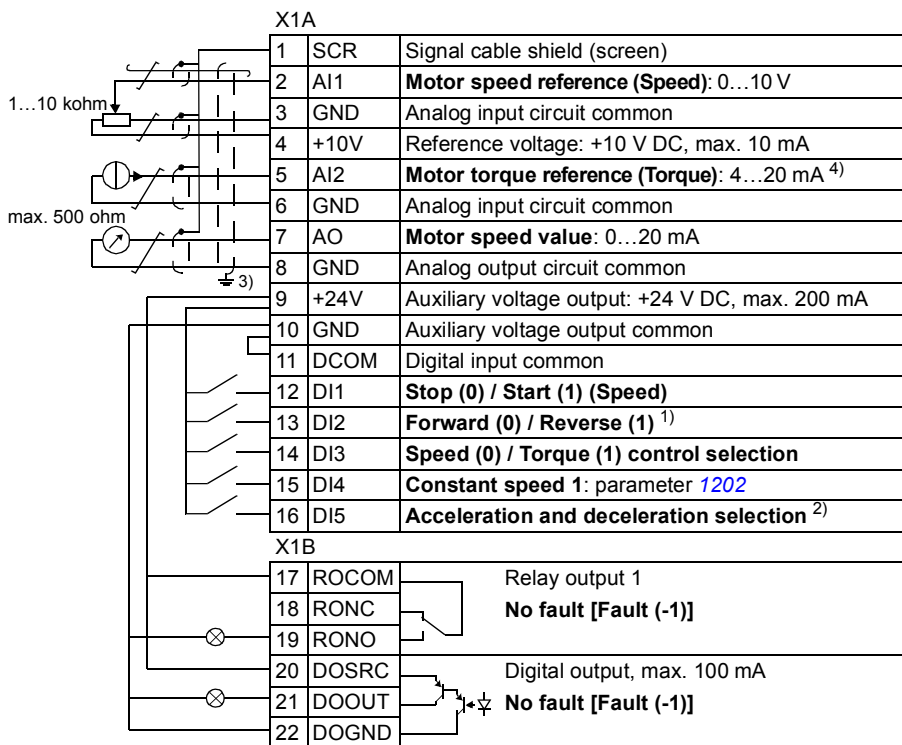 X1A
1 SCR Signal cable shield (screen)
2 AI1 Motor speed reference (Speed): 0…10 V
1…10 kohm
3 GND Analog input circuit common
4 +10V Reference voltage: +10 V DC, max. 10 mA
5 AI2 Motor torque reference (Torque): 4…20 mA 4)
6 GND Analog input circuit common
max. 500 ohm
7 AO Motor speed value: 0…20 mA
8 GND Analog output circuit common
3)
9 +24V Auxiliary voltage output: +24 V DC, max. 200 mA
10 GND Auxiliary voltage output common
11 DCOM Digital input common
12 DI1 Stop (0) / Start (1) (Speed)
13 DI2 Forward (0) / Reverse (1) 1)
14 DI3 Speed (0) / Torque (1) control selection
15 DI4 Constant speed 1: parameter 1202
16 DI5 Acceleration and deceleration selection 2)
X1B
17 ROCOM Relay output 1
18 RONC No fault [Fault (-1)]
19 RONO
20 DOSRC Digital output, max. 100 mA
21 DOOUT No fault [Fault (-1)]
22 DOGND